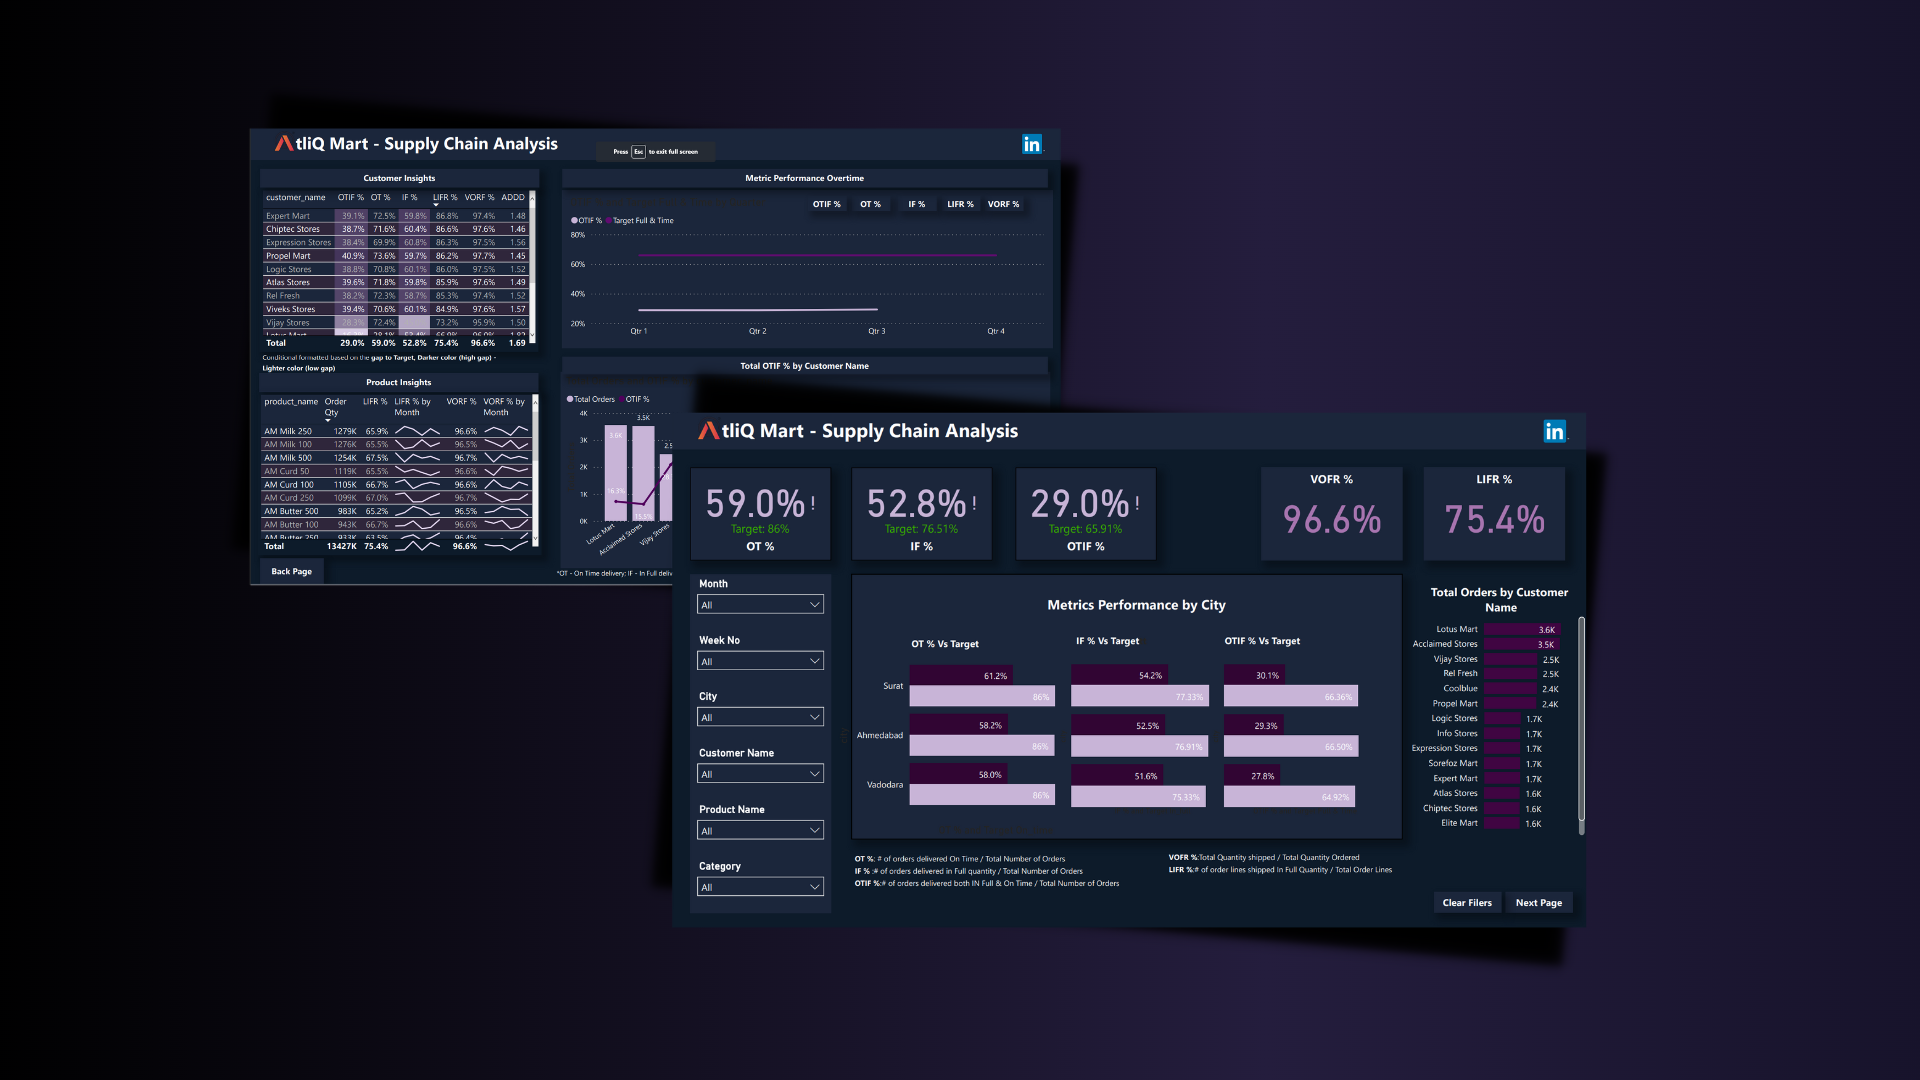 AtliQ Mart - Supply Chain Analysis
Press Esc to exit full screen
in
Customer Insights
customer_name OTIF % OT % IF % LIFR % VORF % ADDD
Expert Mart 39.1% 72.5% 59.8% 86.8% 97.4% 1.48
Chiptec Stores 38.7% 71.6% 60.4% 86.6% 97.6% 1.46
Expression Stores 38.4% 69.9% 60.8% 86.3% 97.5% 1.56
Propel Mart 40.9% 73.6% 59.7% 86.2% 97.7% 1.45
Logic Stores 38.8% 70.8% 60.1% 86.0% 97.5% 1.52
Atlas Stores 39.6% 71.8% 59.8% 85.9% 97.6% 1.49
Rel Fresh 38.2% 72.3% 58.7% 85.3% 97.4% 1.52
Viveks Stores 39.4% 70.6% 60.1% 84.9% 97.6% 1.57
Vijay Stores 72.4% 73.2% 95.9% 1.50
Total 29.0% 59.0% 52.8% 75.4% 96.6% 1.69
Conditional formatted based on the gap to Target, Darker color (high gap) -
Lighter color (low gap)
Product Insights
product_name Order Qty LIFR % LIFR % by Month VORF % VORF % by Month
AM Milk 250 1279K 65.9% 96.6%
AM Milk 100 1276K 65.5% 96.5%
AM Milk 500 1254K 67.5% 96.7%
AM Curd 50 1119K 65.5% 96.6%
AM Curd 100 1105K 66.7% 96.6%
AM Curd 250 1099K 67.0% 96.7%
AM Butter 500 983K 65.2% 96.5%
AM Butter 100 943K 66.7% 96.6%
AM Butter 250 933K 63.5% 96.4%
Total 13427K 75.4% 96.6%
Back Page
Metric Performance Overtime
OTIF % OT % IF % LIFR % VORF %
OTIF % Target Full & Time
80%
60%
40%
20%
Qtr 1 Qtr 2 Qtr 3 Qtr 4
Total OTIF % by Customer Name
Total Orders OTIF %
4K
3K
2K
1K
0K
3.6K
3.5K
2.5
16.3%
15.5%
Lotus Mart
Acclaimed Stores
Vijay Stores
*OT - On Time delivery; IF - In Full deliv
AtliQ Mart - Supply Chain Analysis
in
59.0%!
Target: 86%
OT %
52.8%!
Target: 76.51%
IF %
29.0%!
Target: 65.91%
OTIF %
VOFR %
96.6%
LIFR %
75.4%
Month
All
Week No
All
City
All
Customer Name
All
Product Name
All
Category
All
Metrics Performance by City
OT % Vs Target IF % Vs Target OTIF % Vs Target
Surat 61.2% 54.2% 30.1%
86% 77.33% 66.36%
Ahmedabad 58.2% 52.5% 29.3%
86% 76.91% 66.50%
Vadodara 58.0% 51.6% 27.8%
86% 75.33% 64.92%
Total Orders by Customer
Name
Lotus Mart 3.6K
Acclaimed Stores 3.5K
Vijay Stores 2.5K
Rel Fresh 2.5K
Coolblue 2.4K
Propel Mart 2.4K
Logic Stores 1.7K
Info Stores 1.7K
Expression Stores 1.7K
Sorefoz Mart 1.7K
Expert Mart 1.7K
Atlas Stores 1.6K
Chiptec Stores 1.6K
Elite Mart 1.6K
OT %: # of orders delivered On Time / Total Number of Orders
IF % :# of orders delivered in Full quantity / Total Number of Orders
OTIF %:# of orders delivered both IN Full & On Time / Total Number of Orders
VOFR %:Total Quantity shipped / Total Quantity Ordered
LIFR %:# of order lines shipped In Full Quantity / Total Order Lines
Clear Filers
Next Page